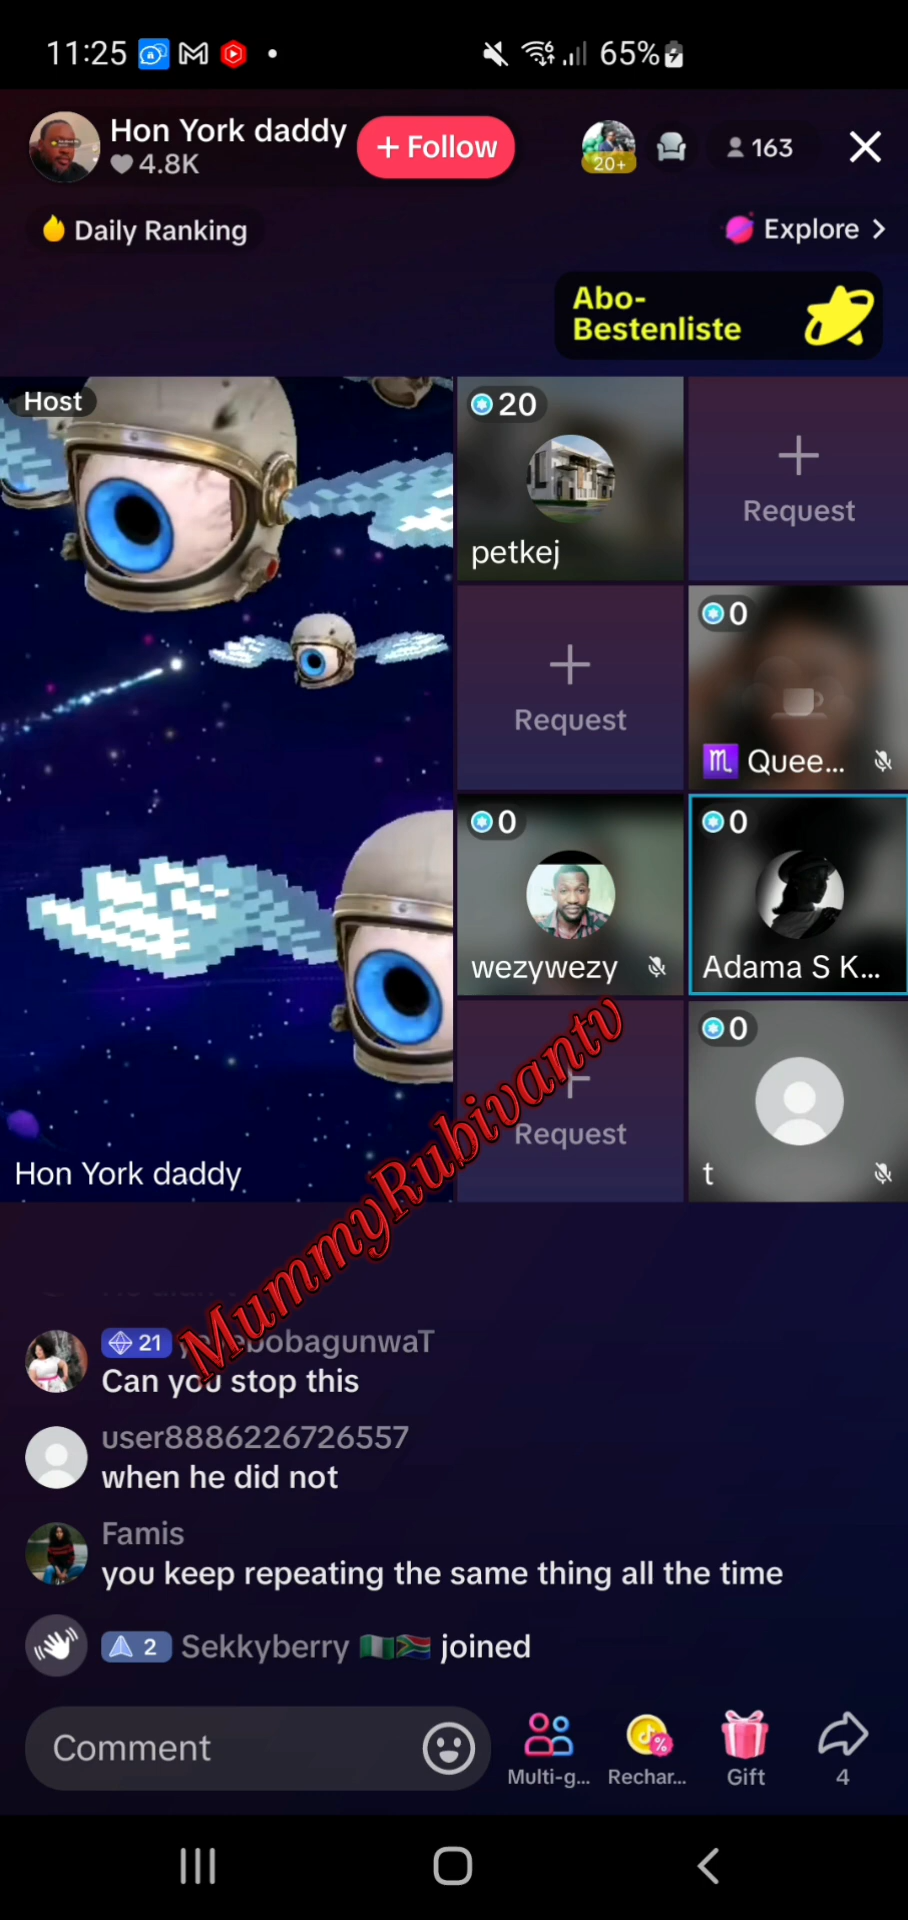 11:25
65%
Hon York daddy
4.8K
+ Follow
20+
163
Daily Ranking
Explore >
Abo-
Bestenliste
Host
20
petkej
Request
Request
0
♏ Quee...
0
wezywezy
0
Adama S K...
Request
0
t
Hon York daddy
MummyRubivantv
21
Can you stop this
user8886226726557
when he did not
Famis
you keep repeating the same thing all the time
2 Sekkyberry 🇳🇬🇿🇦 joined
Comment
Multi-g...
Rechar...
Gift
4